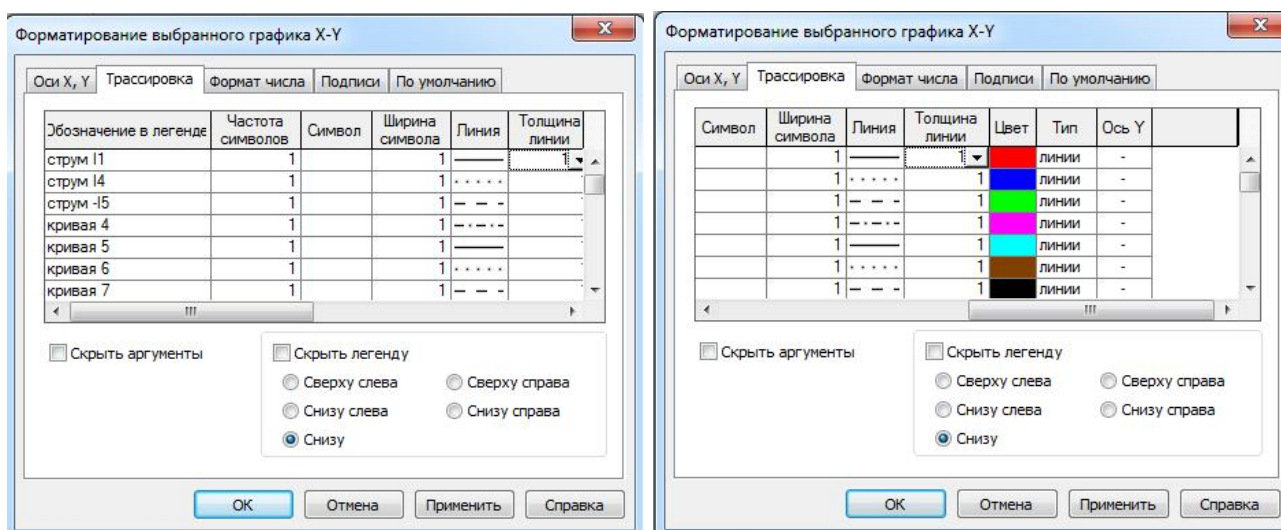 Форматирование выбранного графика X-Y
Оси X, Y Трассировка Формат числа Подписи По умолчанию
Обозначение в легенде Частота символов Символ Ширина символа Линия Толщина линии
струм I1 1 1 1
струм I4 1 1
струм -I5 1 1
кривая 4 1 1
кривая 5 1 1
кривая 6 1 1
кривая 7 1 1
Скрыть аргументы
Скрыть легенду
Сверху слева Сверху справа
Снизу слева Снизу справа
Снизу
OK Отмена Применить Справка
Форматирование выбранного графика X-Y
Оси X, Y Трассировка Формат числа Подписи По умолчанию
Символ Ширина символа Линия Толщина линии Цвет Тип Ось Y
1 1 линии -
1 1 линии -
1 1 линии -
1 1 линии -
1 1 линии -
1 1 линии -
1 1 линии -
Скрыть аргументы
Скрыть легенду
Сверху слева Сверху справа
Снизу слева Снизу справа
Снизу
OK Отмена Применить Справка